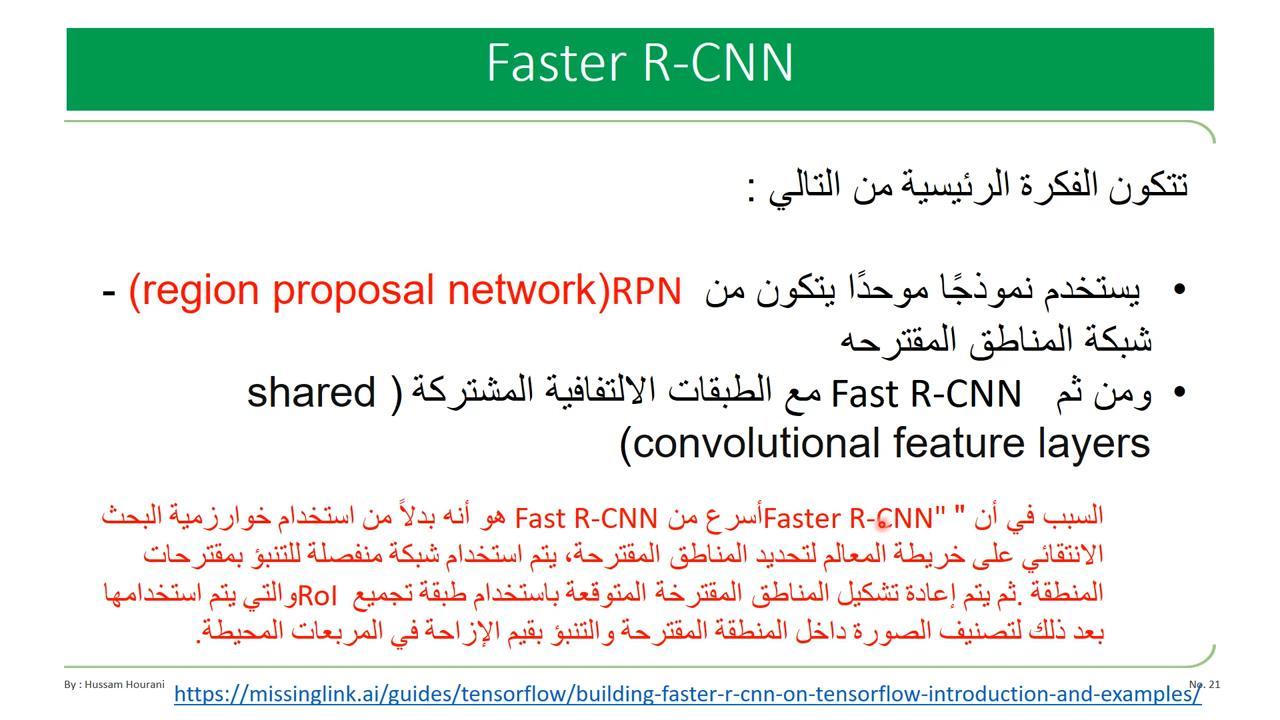 Faster R-CNN
تتكون الفكرة الرئيسية من التالي :
• يستخدم نموذجًا موحدًا يتكون من RPN(region proposal network) -
شبكة المناطق المقترحه
• ومن ثم Fast R-CNN مع الطبقات الالتفافية المشتركة ( shared
convolutional feature layers)
السبب في أن " "Faster R-CNNأسرع من Fast R-CNN هو أنه بدلاً من استخدام خوارزمية البحث
الانتقائي على خريطة المعالم لتحديد المناطق المقترحة، يتم استخدام شبكة منفصلة للتنبؤ بمقترحات
المنطقة .ثم يتم إعادة تشكيل المناطق المقترحة المتوقعة باستخدام طبقة تجميع RoIوالتي يتم استخدامها
بعد ذلك لتصنيف الصورة داخل المنطقة المقترحة والتنبؤ بقيم الإزاحة في المربعات المحيطة.
By : Hussam Hourani
https://missinglink.ai/guides/tensorflow/building-faster-r-cnn-on-tensorflow-introduction-and-examples/
No. 21